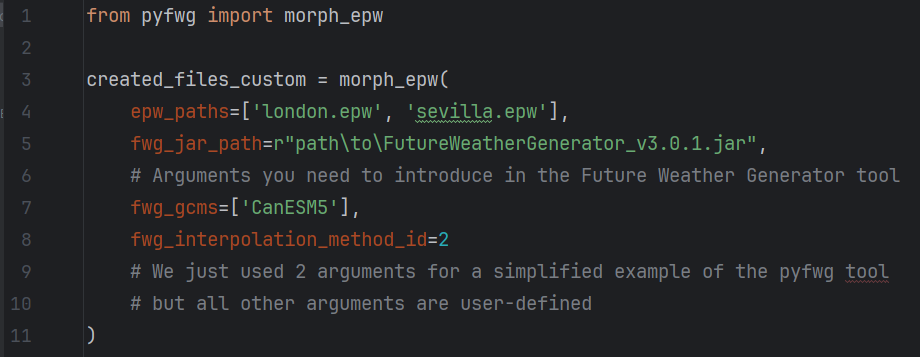 1 from pyfwg import morph_epw
2
3 created_files_custom = morph_epw(
4     epw_paths=['london.epw', 'sevilla.epw'],
5     fwg_jar_path=r"path\to\FutureWeatherGenerator_v3.0.1.jar",
6     # Arguments you need to introduce in the Future Weather Generator tool
7     fwg_gcms=['CanESM5'],
8     fwg_interpolation_method_id=2
9     # We just used 2 arguments for a simplified example of the pyfwg tool
10     # but all other arguments are user-defined
11 )